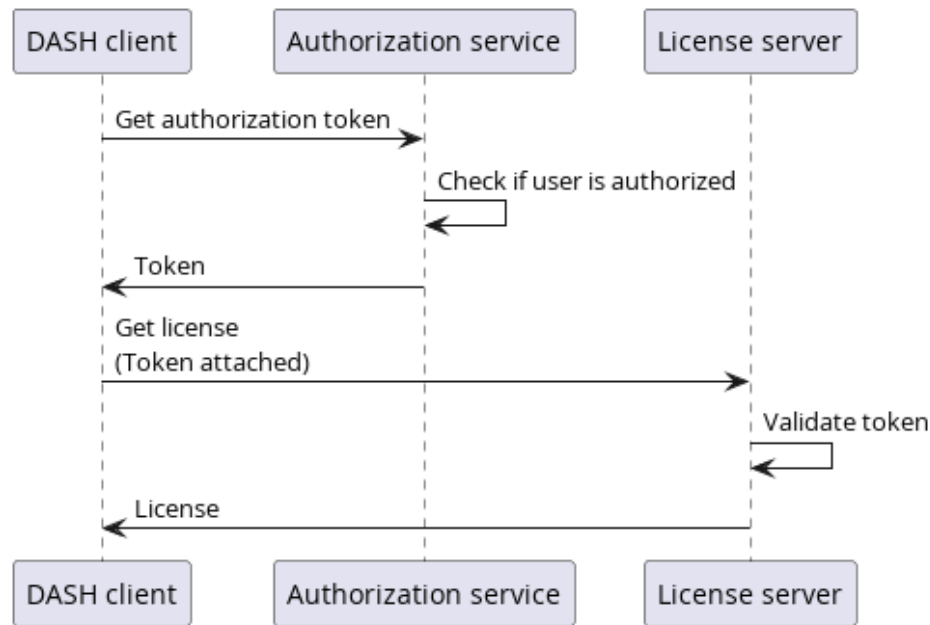 DASH client
Authorization service
License server
Get authorization token
Check if user is authorized
Token
Get license
(Token attached)
Validate token
License
DASH client
Authorization service
License server